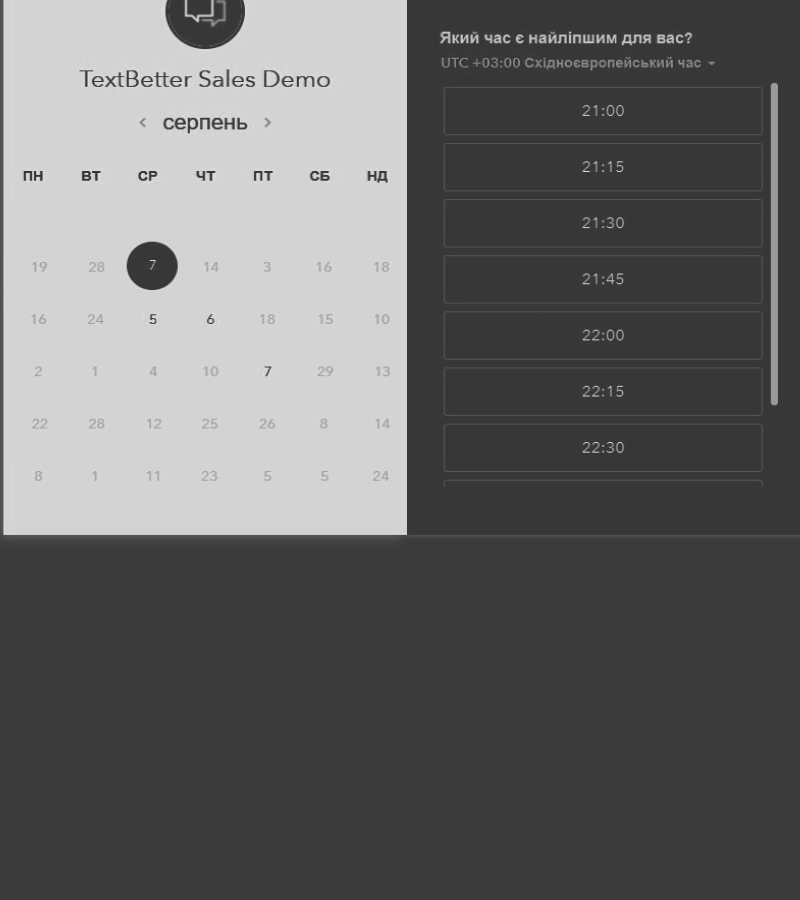 TextBetter Sales Demo
серпень
ПН ВТ СР ЧТ ПТ СБ НД
19 28 7 14 3 16 18
16 24 5 6 18 15 10
2 1 4 10 7 29 13
22 28 12 25 26 8 14
8 1 11 23 5 5 24
Який час є найліпшим для вас?
UTC +03:00 Східноєвропейський час
21:00
21:15
21:30
21:45
22:00
22:15
22:30